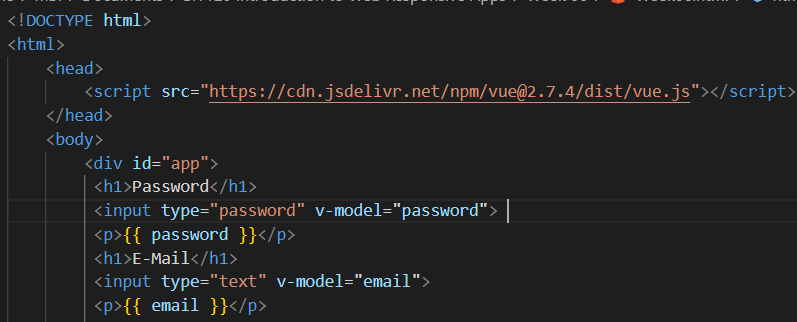 <!DOCTYPE html>
<html>
<head>
<script src="https://cdn.jsdelivr.net/npm/vue@2.7.4/dist/vue.js"></script>
</head>
<body>
<div id="app">
<h1>Password</h1>
<input type="password" v-model="password">
<p>{{ password }}</p>
<h1>E-Mail</h1>
<input type="text" v-model="email">
<p>{{ email }}</p>